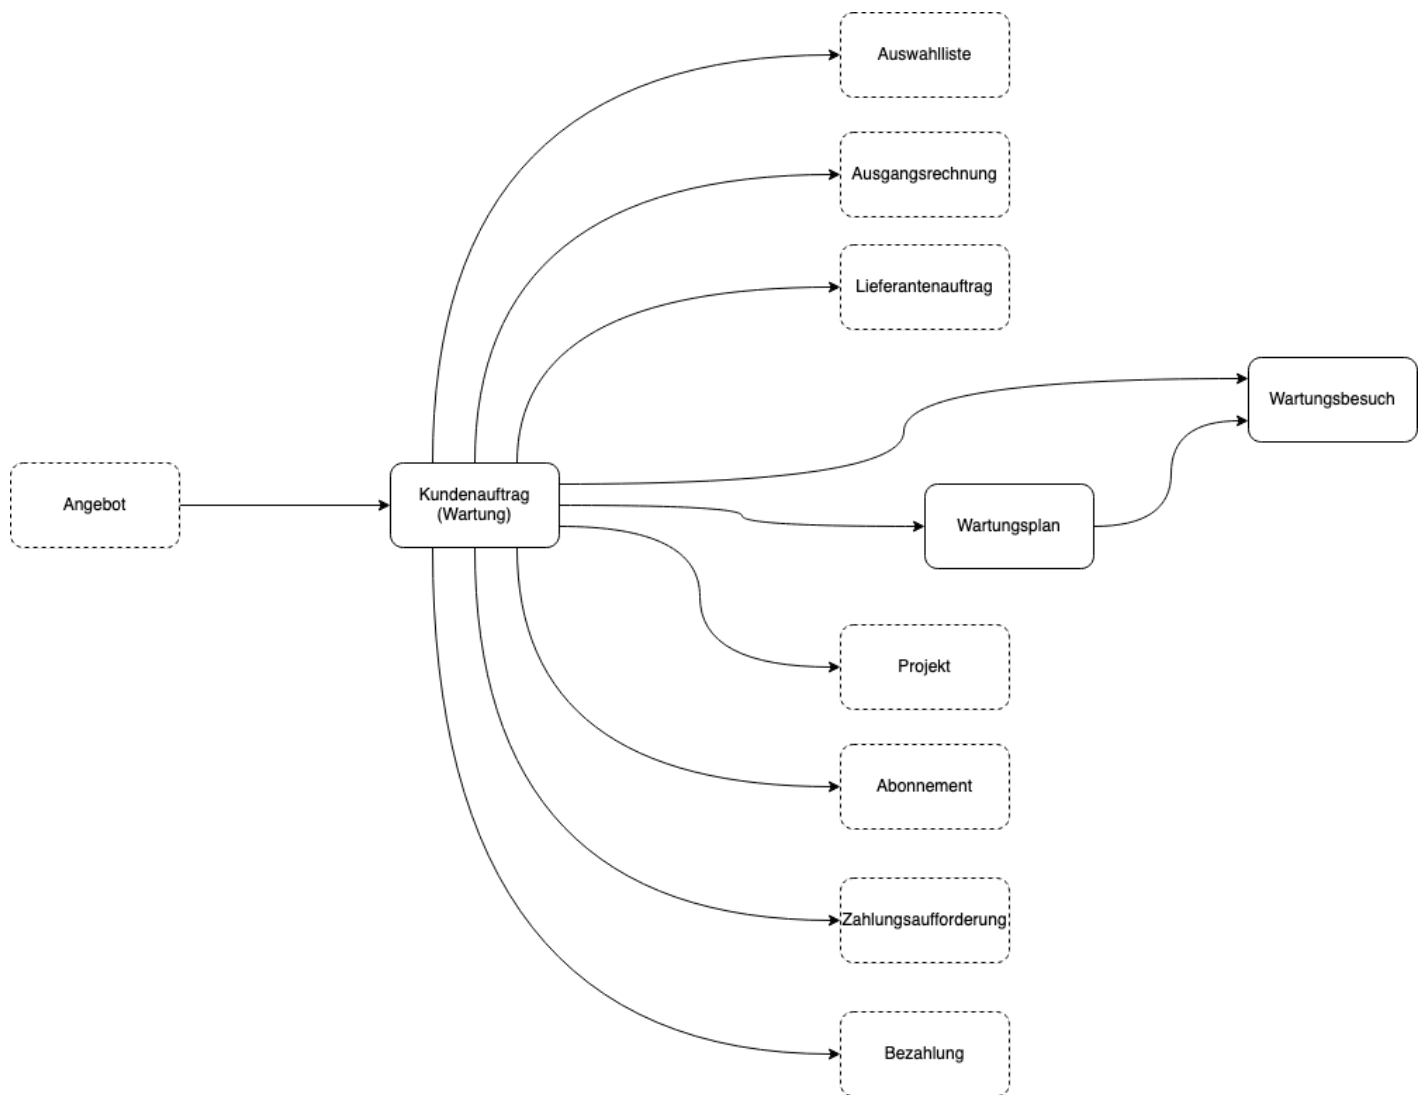 Auswahlliste
Ausgangsrechnung
Lieferantenauftrag
Wartungsbesuch
Angebot
Kundenauftrag
(Wartung)
Wartungsplan
Projekt
Abonnement
Zahlungsaufforderung
Bezahlung